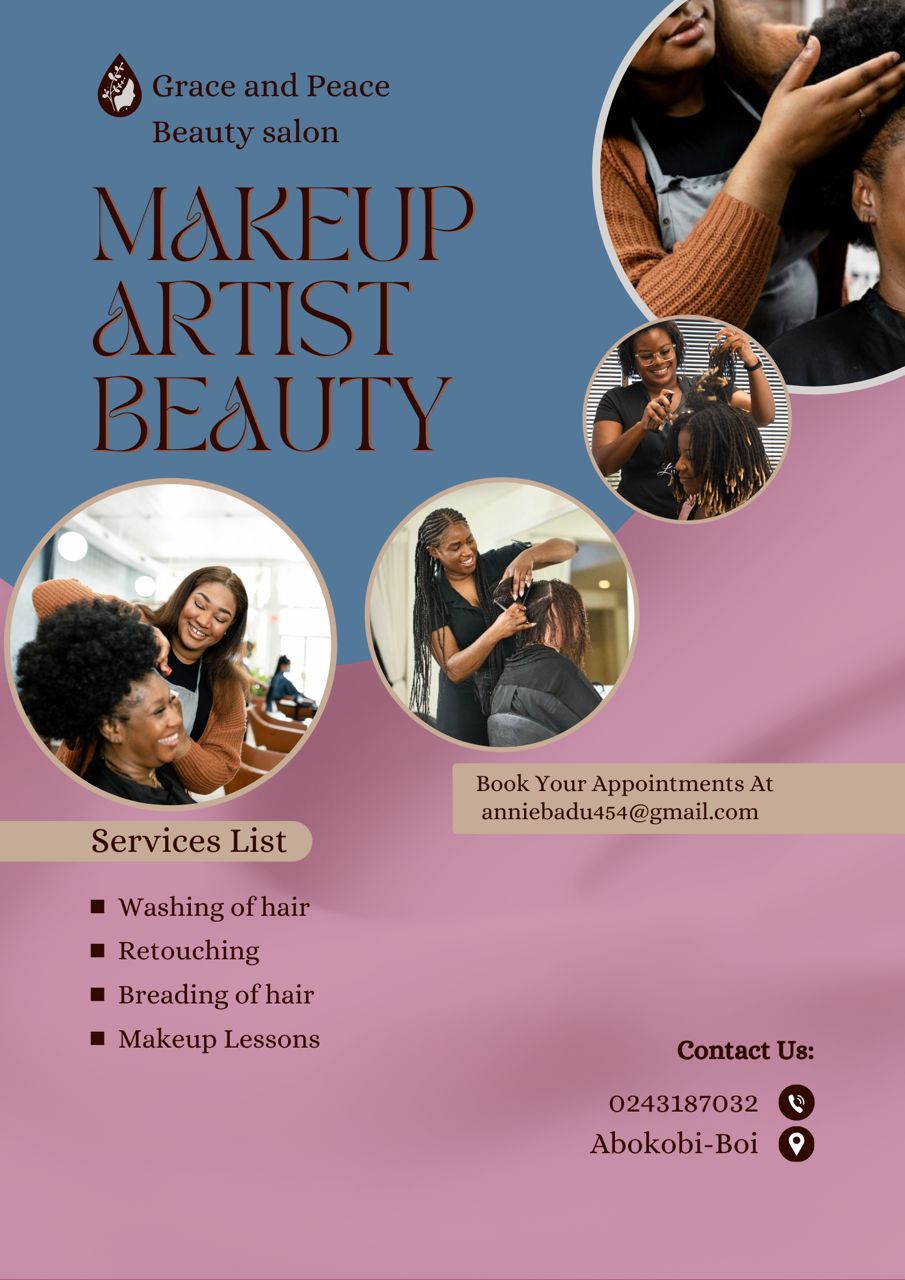 Grace and Peace
Beauty salon
MAKEUP
ARTIST
BEAUTY
Book Your Appointments At
anniebadu454@gmail.com
Services List
Washing of hair
Retouching
Breading of hair
Makeup Lessons
Contact Us:
0243187032
Abokobi-Boi